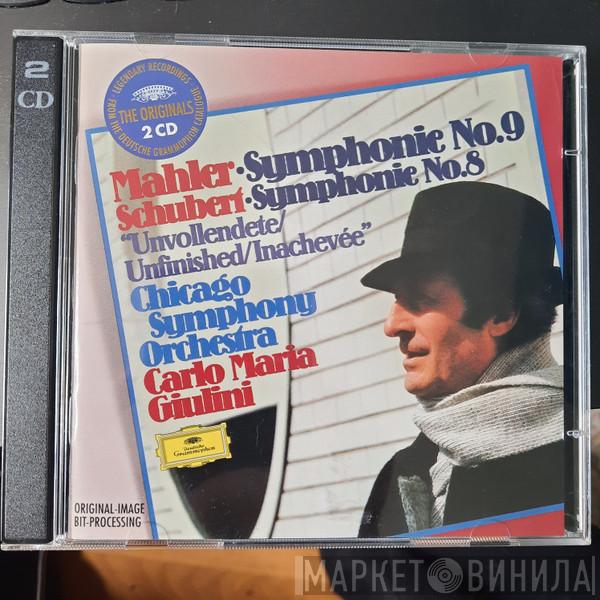 2
CD
LEGENDARY RECORDINGS
FROM THE DEUTSCHE GRAMMOPHON CATALOGUE
THE ORIGINALS
2 CD
Mahler·Symphonie No.9
Schubert·Symphonie No.8
“Unvollendete/
Unfinished/Inachevée”
Chicago
Symphony
Orchestra
Carlo Maria
Giulini
Deutsche
Grammophon
ORIGINAL-IMAGE
BIT-PROCESSING
МАРКЕТ ВИНИЛА